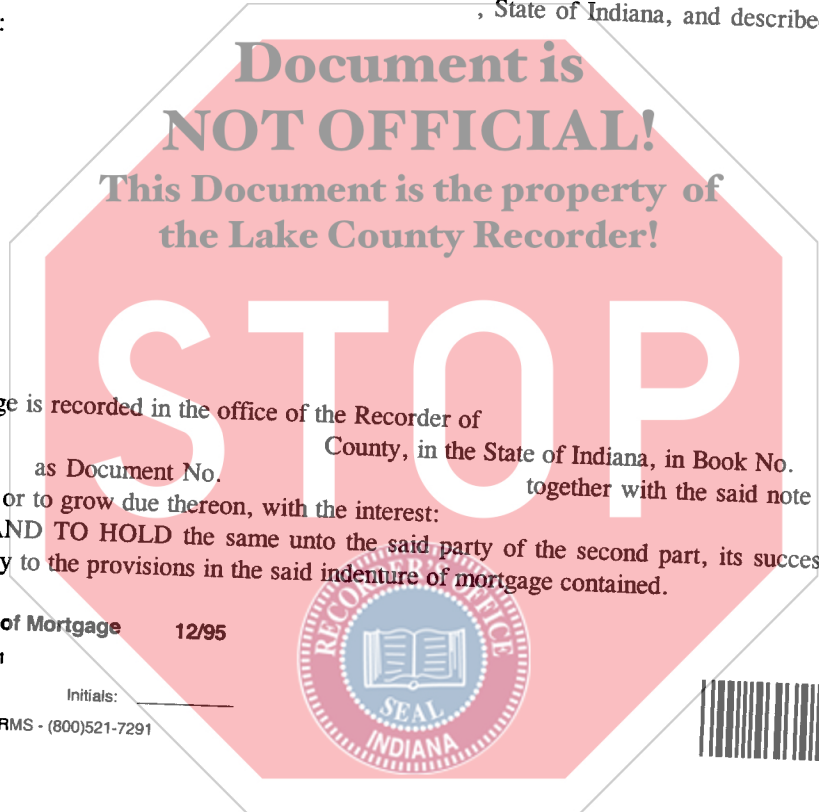 , State of Indiana, and describe
:
Document is
NOT OFFICIAL!
This Document is the property of
the Lake County Recorder!
STOP
ge is recorded in the office of the Recorder of
County, in the State of Indiana, in Book No.
as Document No.
together with the said note
or to grow due thereon, with the interest:
AND TO HOLD the same unto the said party of the second part, its succes
y to the provisions in the said indenture of mortgage contained.
of Mortgage 12/95
Initials:
RMS - (800)521-7291
RECORDER'S OFFICE
SEAL
INDIANA